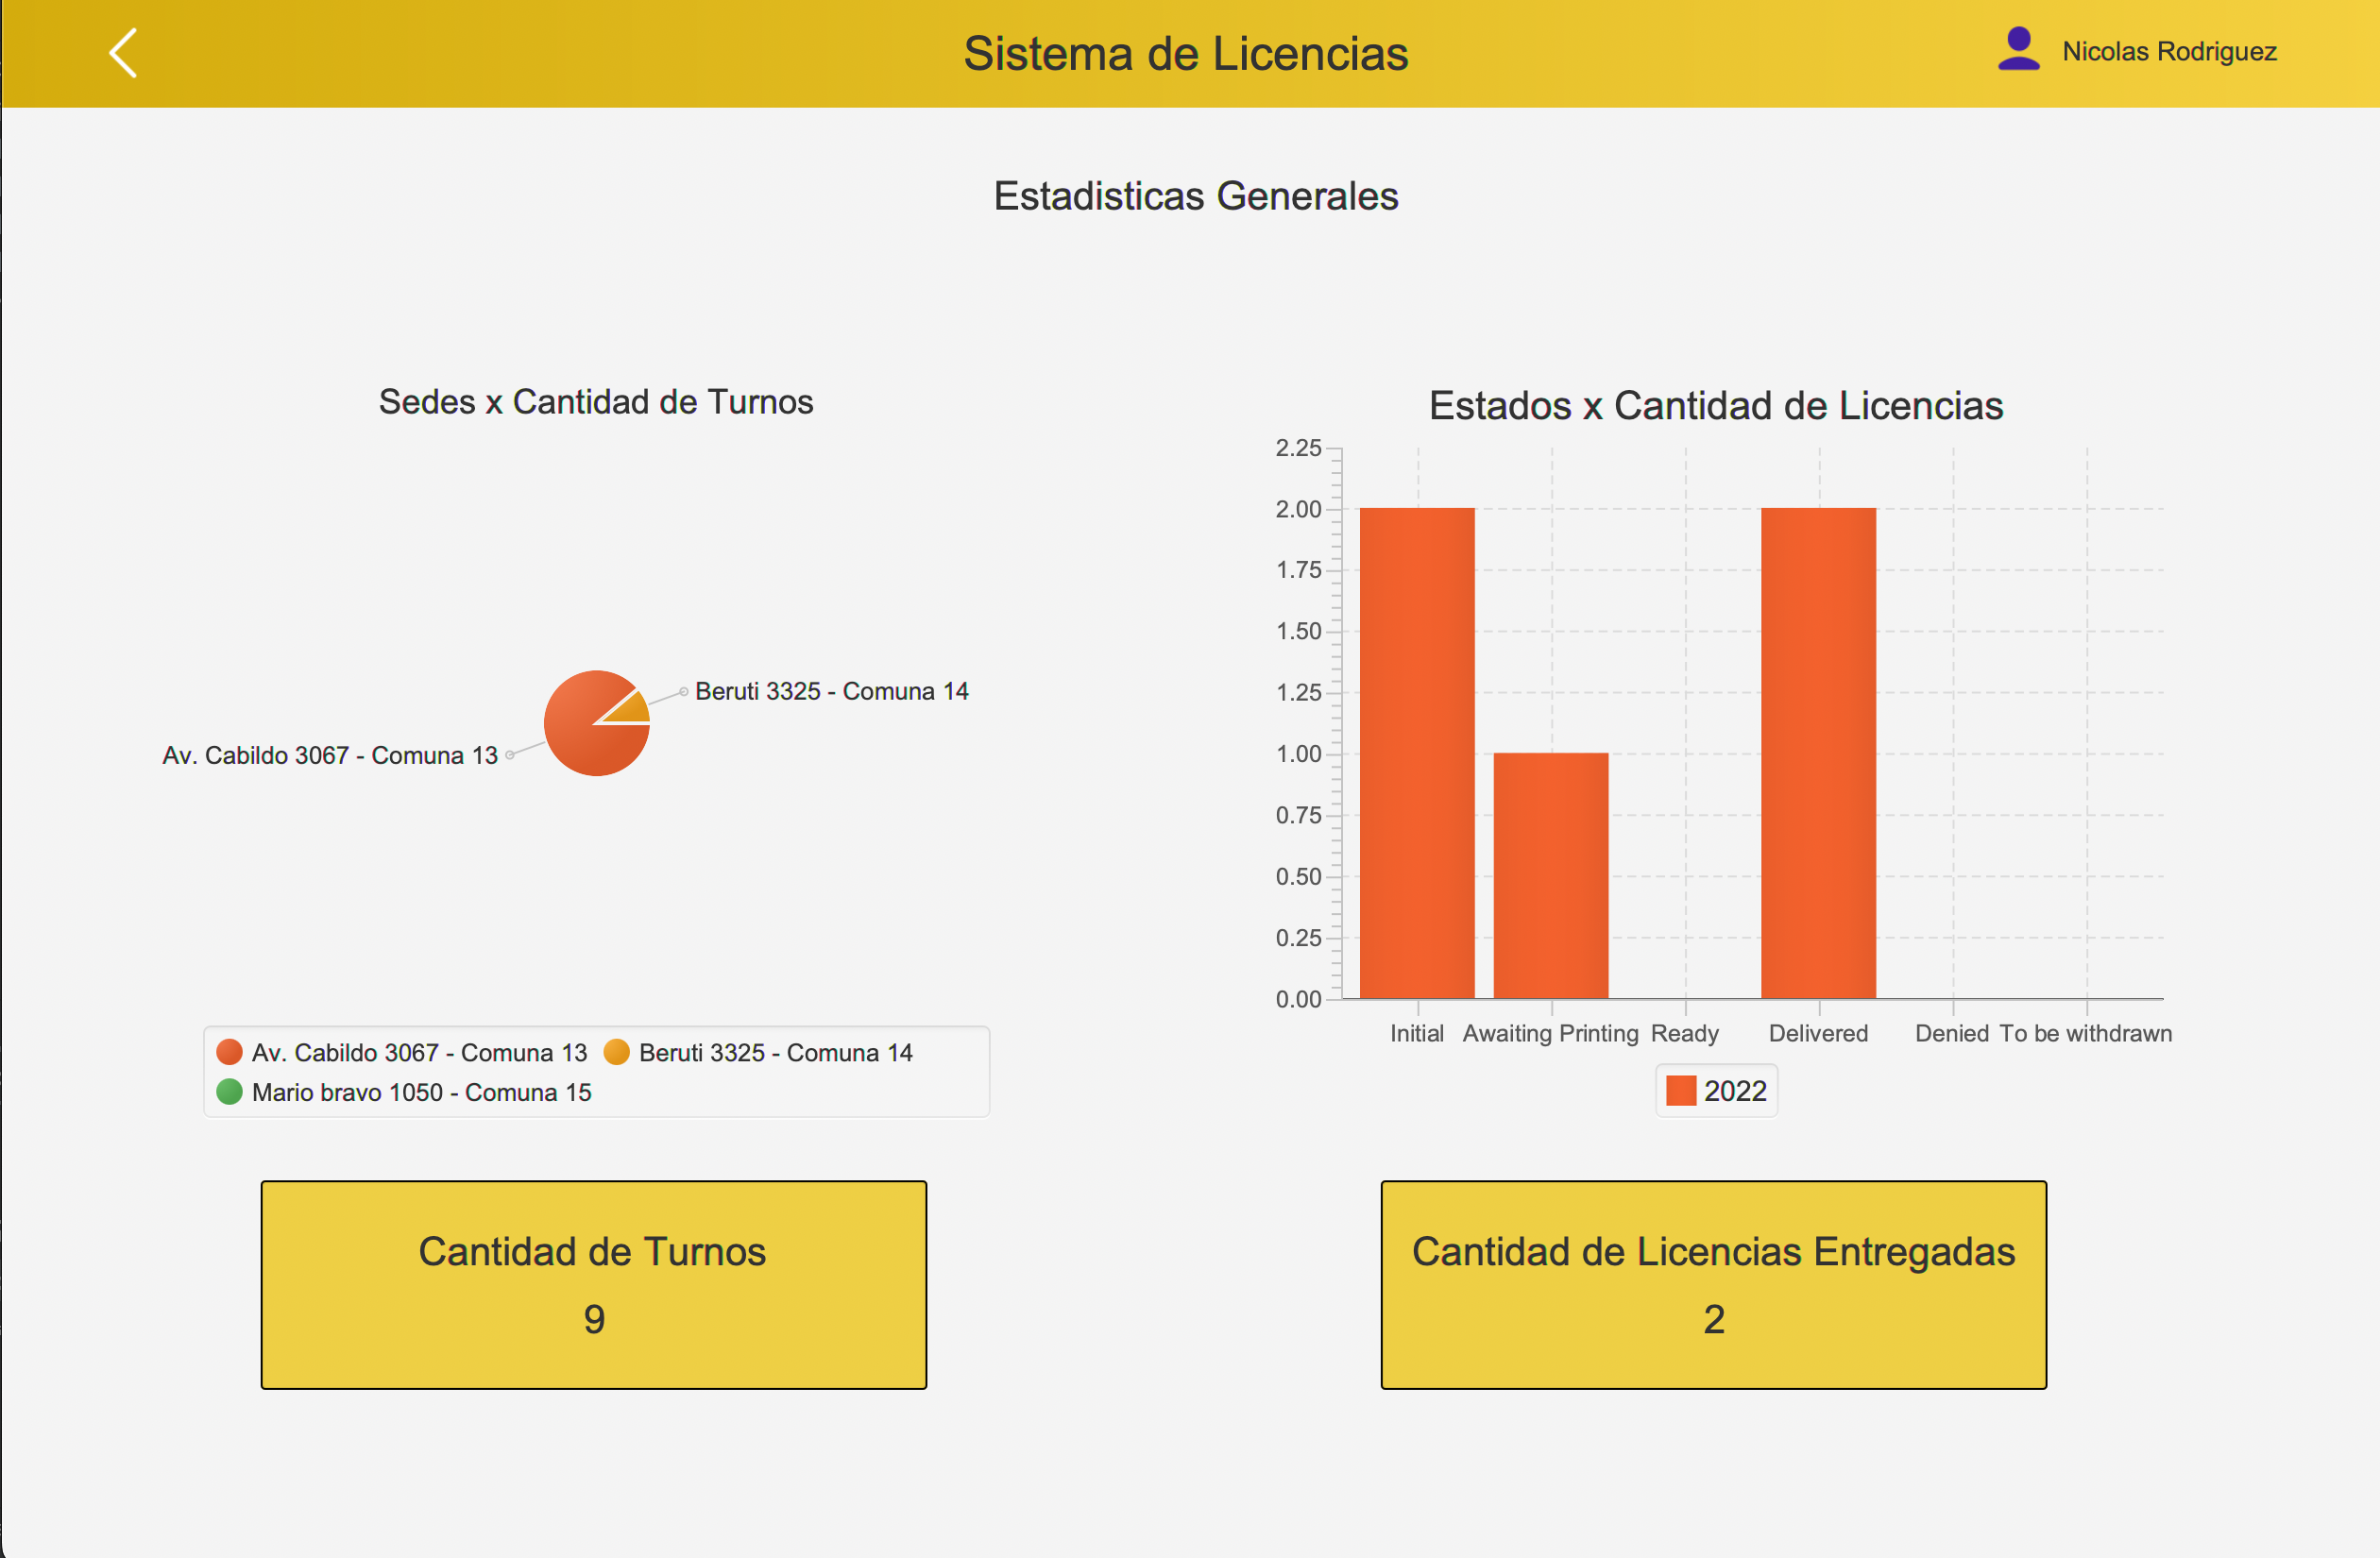 Sistema de Licencias
Nicolas Rodriguez
Estadisticas Generales
Sedes x Cantidad de Turnos
Beruti 3325 - Comuna 14
Av. Cabildo 3067 - Comuna 13
Av. Cabildo 3067 - Comuna 13
Beruti 3325 - Comuna 14
Mario bravo 1050 - Comuna 15
Estados x Cantidad de Licencias
2.25
2.00
1.75
1.50
1.25
1.00
0.75
0.50
0.25
0.00
Initial
Awaiting Printing
Ready
Delivered
Denied
To be withdrawn
2022
Cantidad de Turnos
9
Cantidad de Licencias Entregadas
2